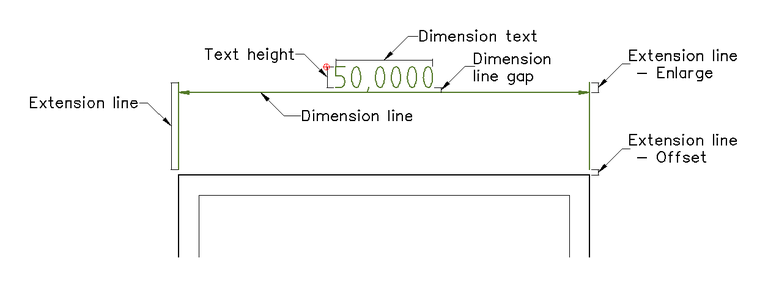 Dimension text
Text height
Dimension
line gap
50,0000
Extension line
– Enlarge
Extension line
Dimension line
Extension line
– Offset